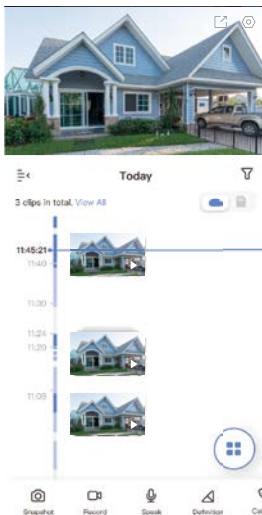 Today
3 clips in total. View All
11:45:21
11:40
11:30
11:24
11:20
11:09
Snapshot
Record
Speak
Definition